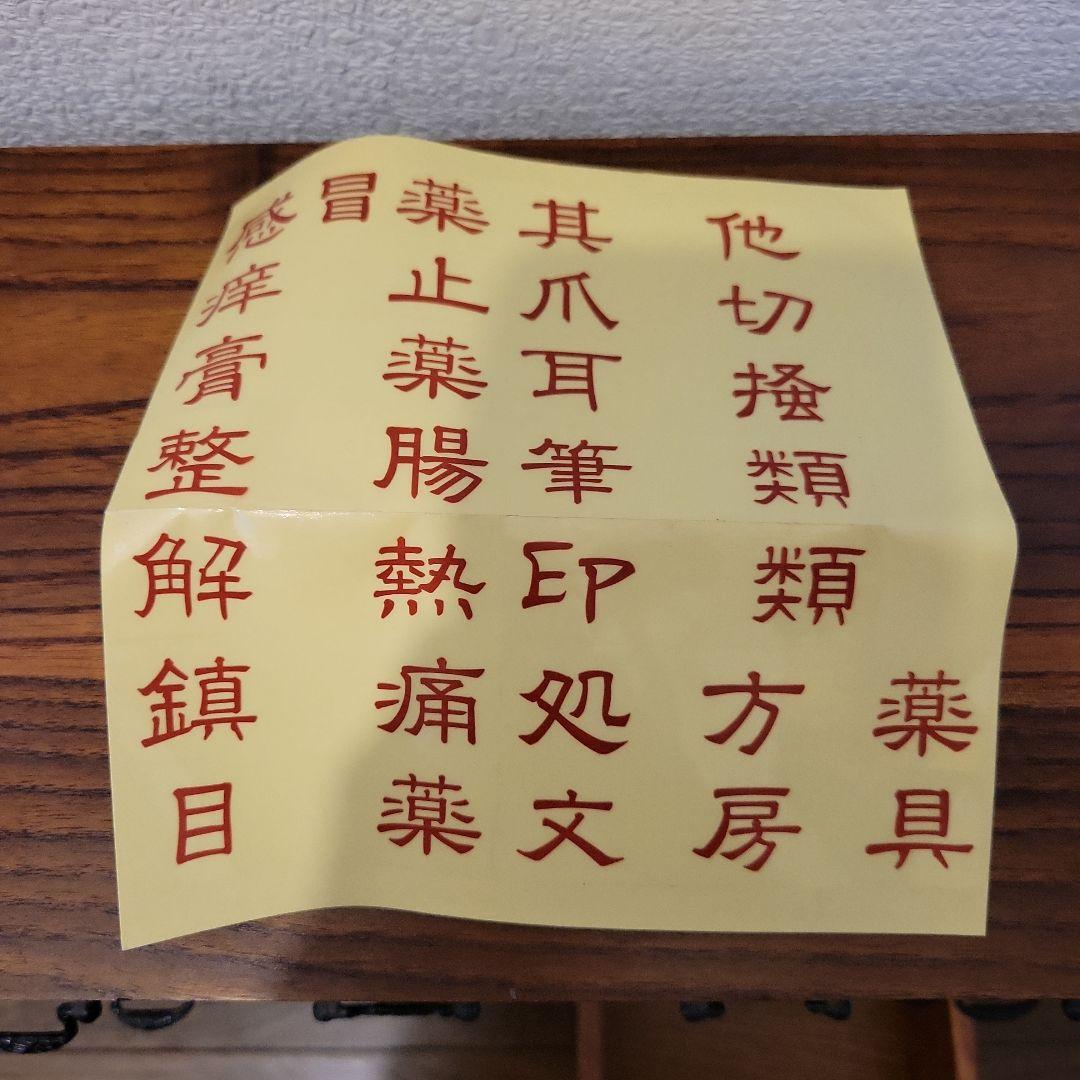 感冒薬 其他
痒止 爪切
膏薬 耳掻
整腸 筆類
解熱 印類
鎮痛 処方薬
目薬 文房具